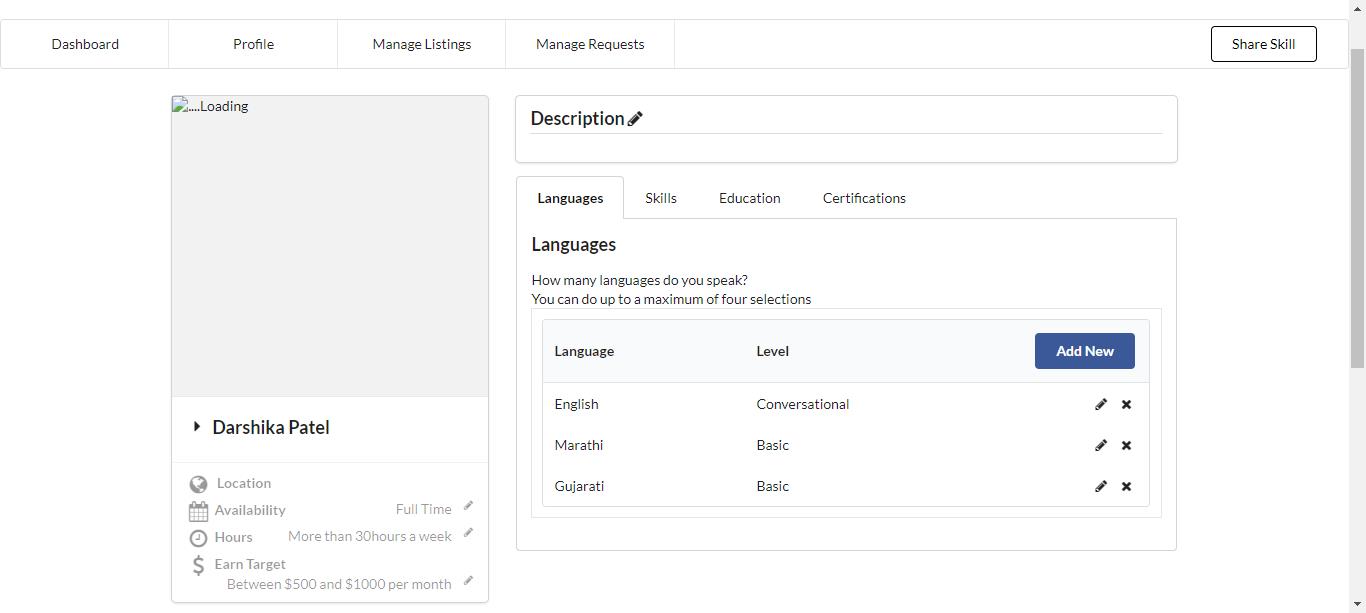 Dashboard Profile Manage Listings Manage Requests Share Skill
....Loading
Darshika Patel
Location
Availability Full Time
Hours More than 30hours a week
Earn Target
Between $500 and $1000 per month
Description
Languages Skills Education Certifications
Languages
How many languages do you speak?
You can do up to a maximum of four selections
Language Level Add New
English Conversational
Marathi Basic
Gujarati Basic